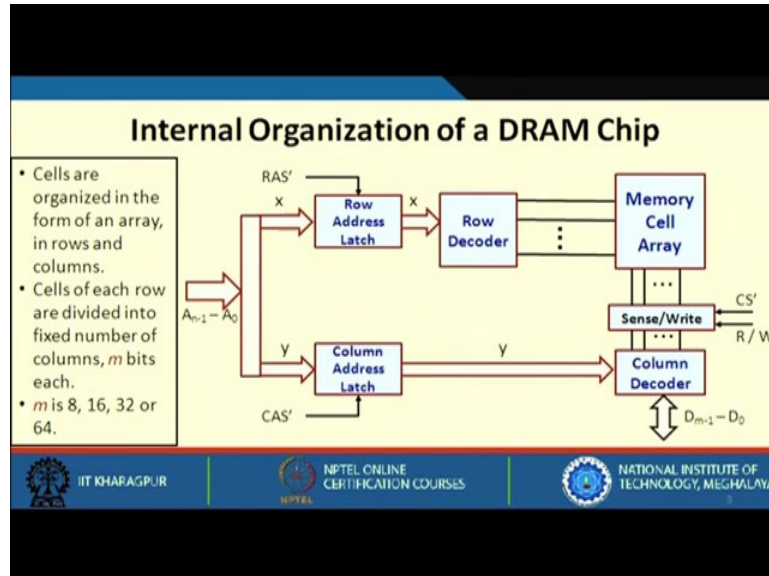 Internal Organization of a DRAM Chip
• Cells are
organized in the
form of an array,
in rows and
columns.
• Cells of each row
are divided into
fixed number of
columns, m bits
each.
• m is 8, 16, 32 or
64.
RAS'
x
Row
Address
Latch
x
Row
Decoder
⋮
Memory
Cell
Array
Aₙ₋₁ – A₀
...
Sense/Write
CS'
R / W
...
y
Column
Address
Latch
y
Column
Decoder
CAS'
Dₘ₋₁ – D₀
IIT KHARAGPUR
NPTEL
NPTEL ONLINE
CERTIFICATION COURSES
NATIONAL INSTITUTE OF
TECHNOLOGY, MEGHALAYA
3